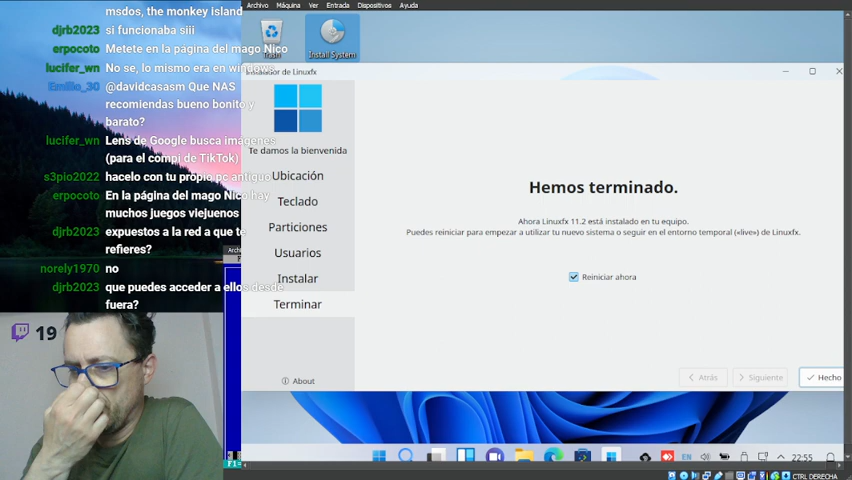 msdos, the monkey island
djrb2023 si funcionaba siii
erpocoto Metete en la pagina del mago Nico
lucifer_wn No se, lo mismo era en windows
Emilio_30 @davidcasasm Que NAS
recomiendas bueno bonito y
barato?
lucifer_wn Lens de Google busca imágenes
(para el compi de TikTok)
s3pio2022 hacelo con tu propio pc antiguo
erpocoto En la página del mago Nico hay
muchos juegos viejunos
djrb2023 expuestos a la red a que te
refieres?
norely1970 no
djrb2023 que puedes acceder a ellos desde
fuera?
19
Archivo Máquina Ver Entrada Dispositivos Ayuda
Trash
Install System
Instalador de Linuxfx
Te damos la bienvenida
Ubicación
Teclado
Particiones
Usuarios
Instalar
Terminar
About
Hemos terminado.
Ahora Linuxfx 11.2 está instalado en tu equipo.
Puedes reiniciar para empezar a utilizar tu nuevo sistema o seguir en el entorno temporal («live») de Linuxfx.
Reiniciar ahora
Atrás
Siguiente
Hecho
EN
22:55
CTRL DERECHA